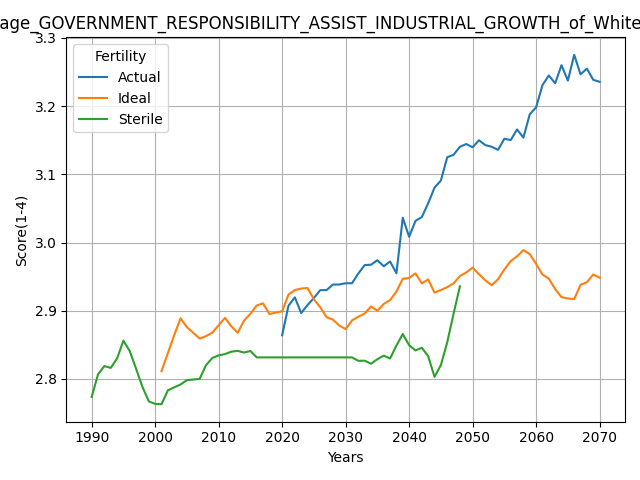 age_GOVERNMENT_RESPONSIBILITY_ASSIST_INDUSTRIAL_GROWTH_of_White
Fertility
Actual
Ideal
Sterile
3.3
3.2
3.1
3.0
2.9
2.8
Score(1-4)
1990 2000 2010 2020 2030 2040 2050 2060 2070
Years